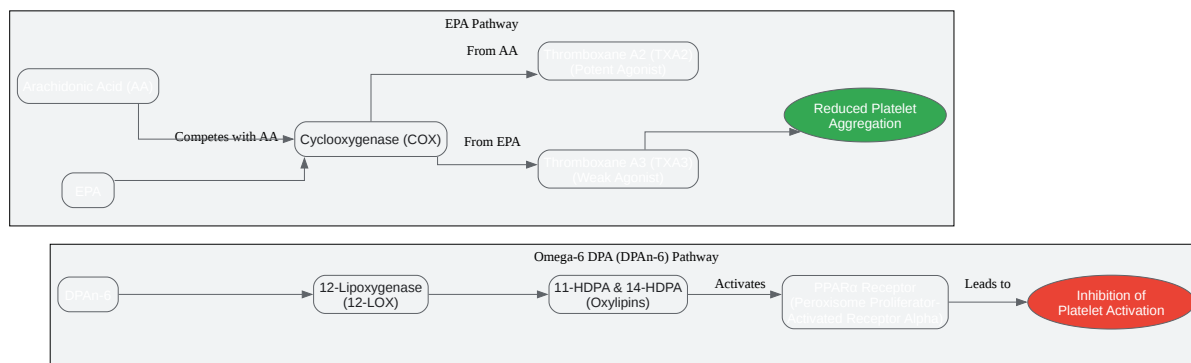 EPA Pathway
From AA
Thromboxane A2 (TXA2)
(Potent Agonist)
Arachidonic Acid (AA)
Reduced Platelet
Aggregation
Competes with AA
Cyclooxygenase (COX)
From EPA
Thromboxane A3 (TXA3)
(Weak Agonist)
EPA
Omega-6 DPA (DPAn-6) Pathway
DPAn-6
12-Lipoxygenase
(12-LOX)
11-HDPA & 14-HDPA
(Oxylipins)
Activates
PPARα Receptor
(Peroxisome Proliferator-
Activated Receptor Alpha)
Leads to
Inhibition of
Platelet Activation